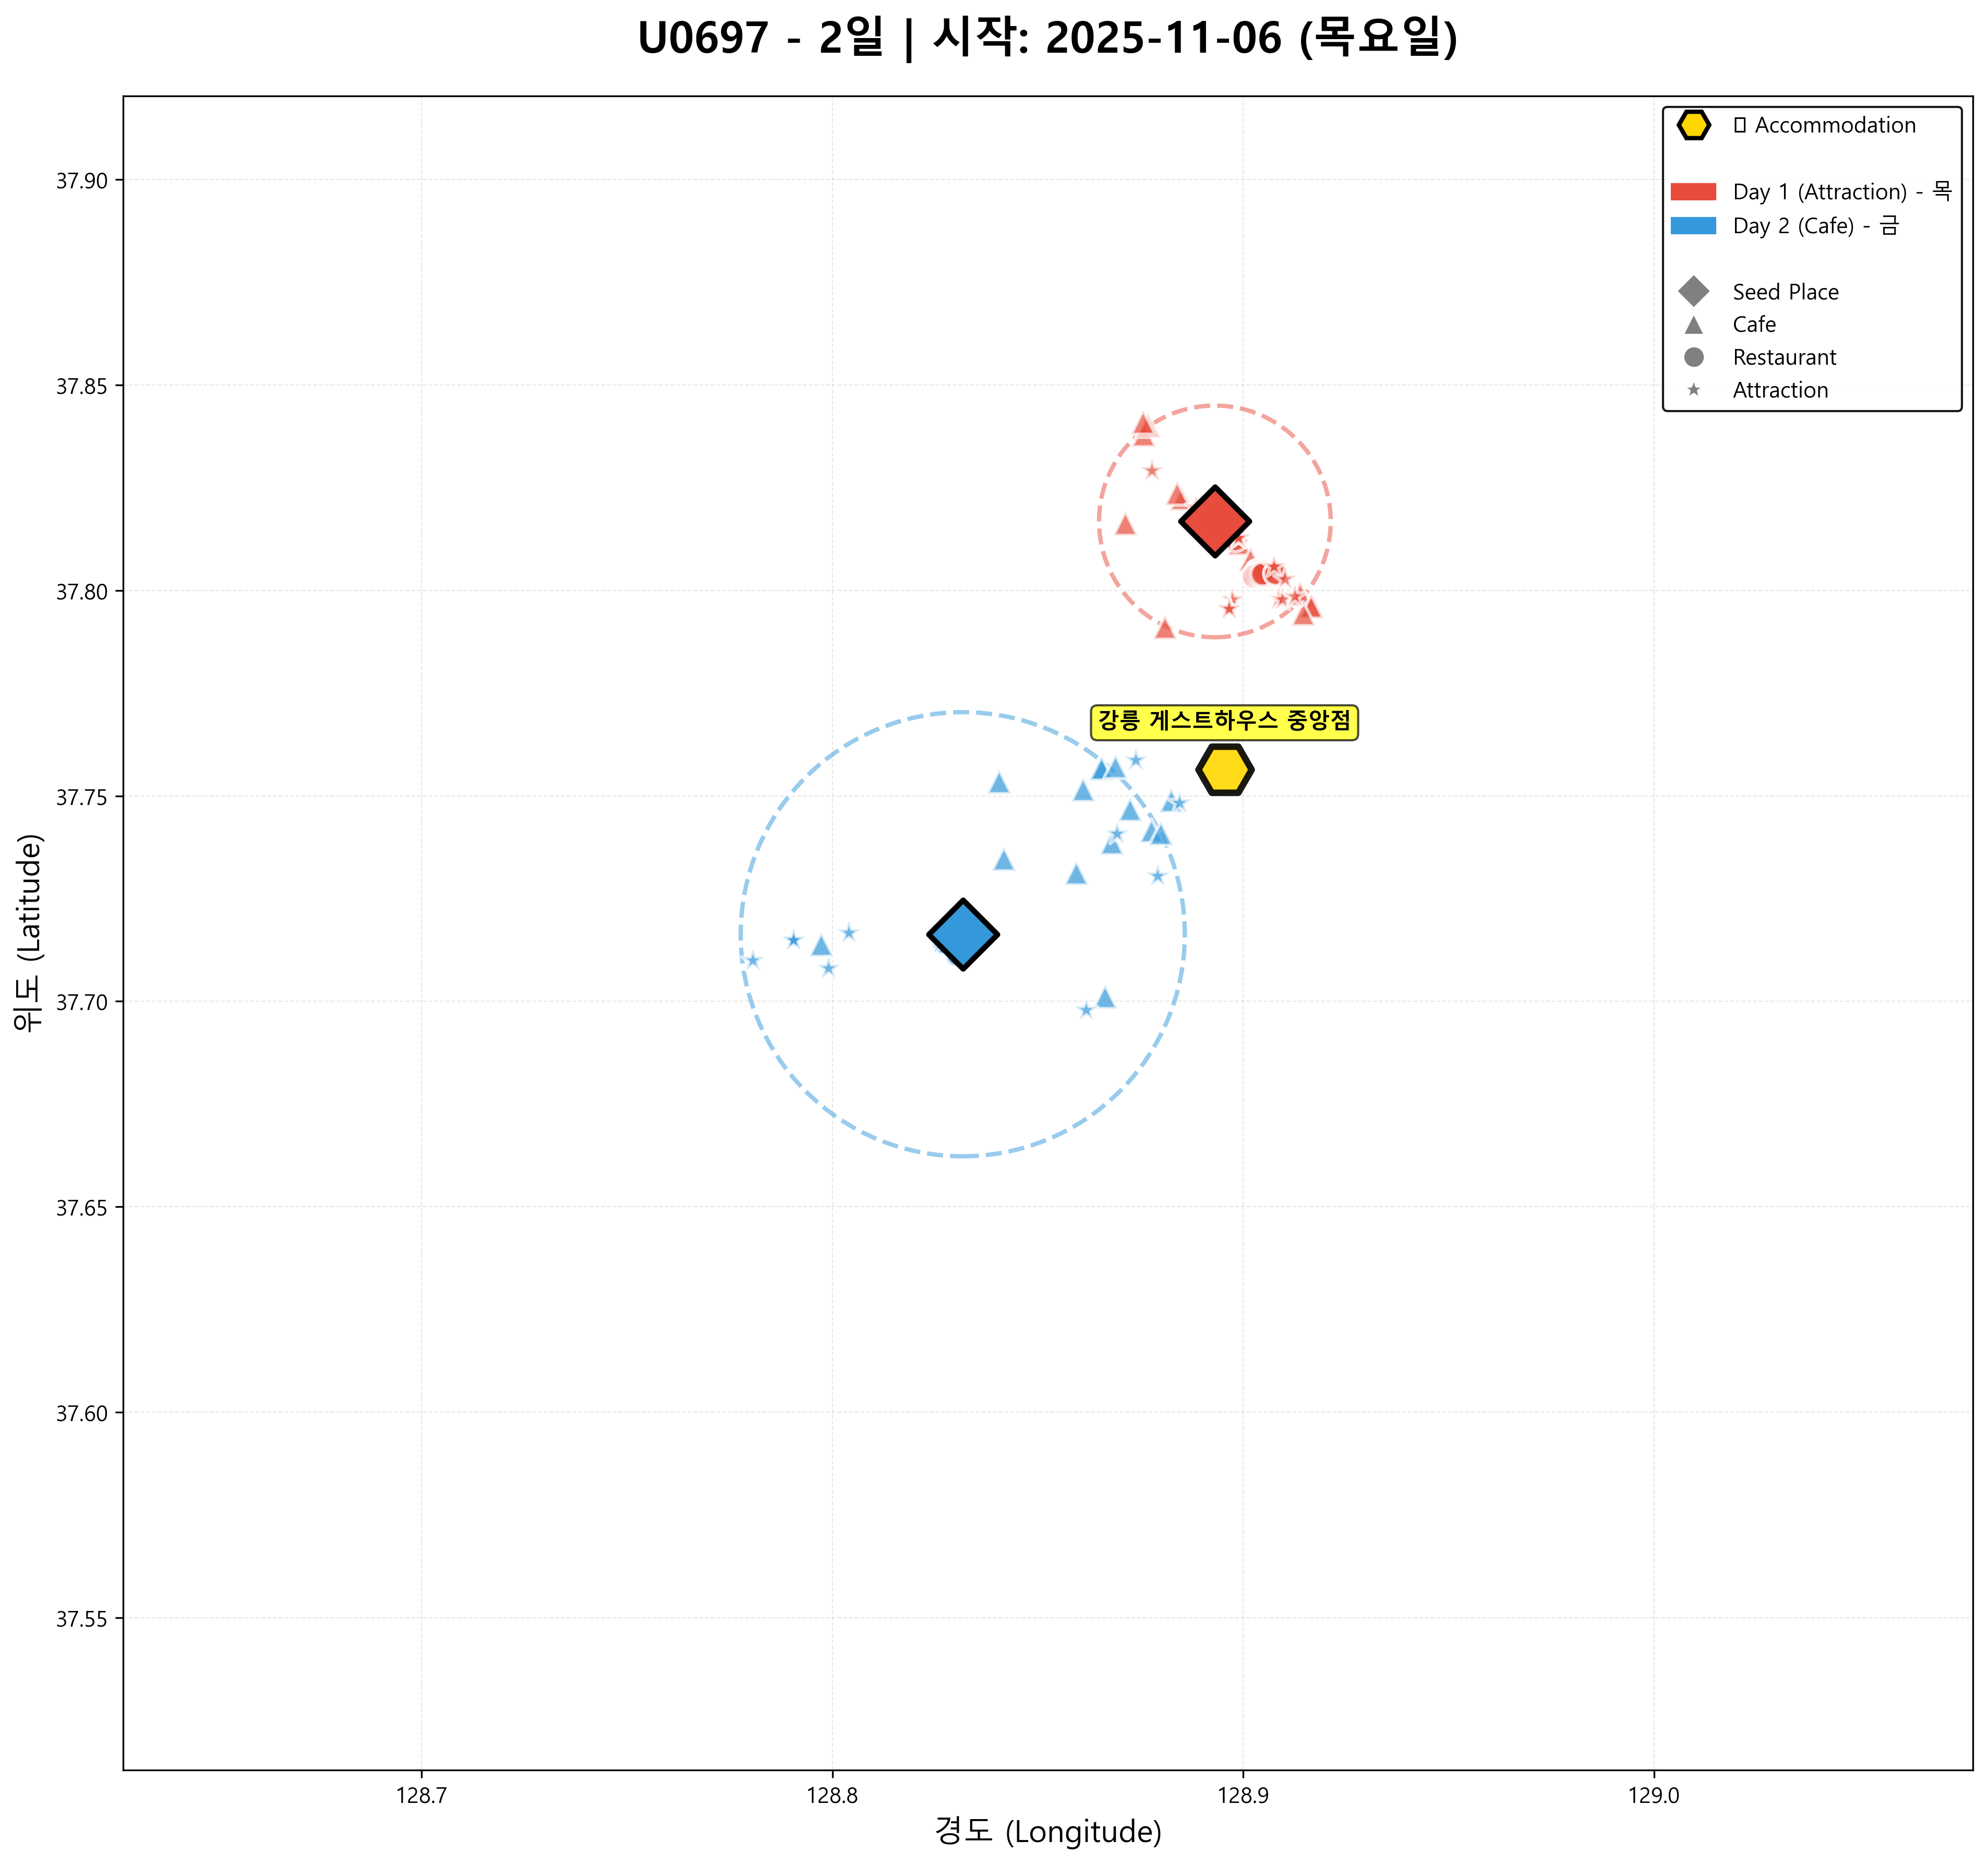 U0697 - 2일 | 시작: 2025-11-06 (목요일)
Accommodation
Day 1 (Attraction) - 목
Day 2 (Cafe) - 금
Seed Place
Cafe
Restaurant
Attraction
강릉 게스트하우스 중앙점
위도 (Latitude)
37.90
37.85
37.80
37.75
37.70
37.65
37.60
37.55
128.7
128.8
128.9
129.0
경도 (Longitude)